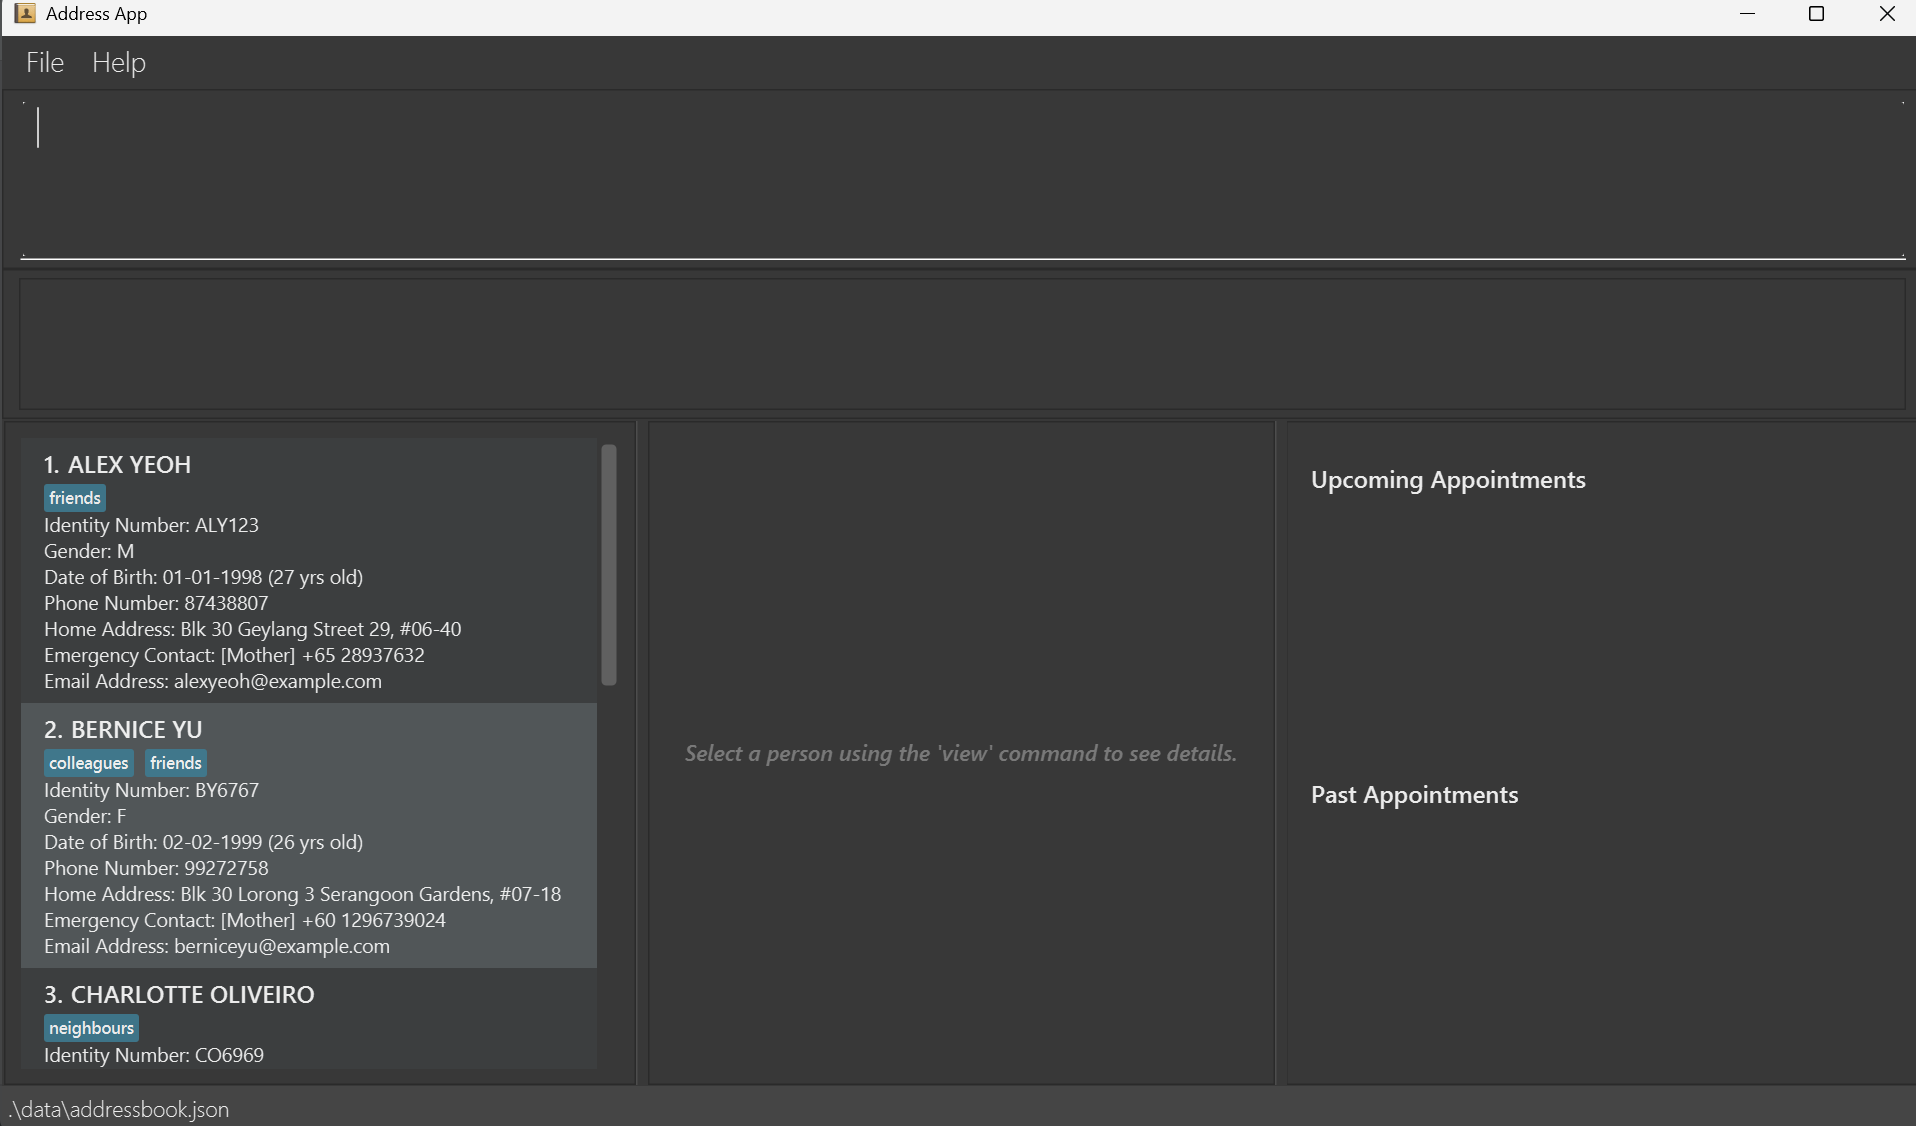 Address App
File Help
1. ALEX YEOH
friends
Identity Number: ALY123
Gender: M
Date of Birth: 01-01-1998 (27 yrs old)
Phone Number: 87438807
Home Address: Blk 30 Geylang Street 29, #06-40
Emergency Contact: [Mother] +65 28937632
Email Address: alexyeoh@example.com
2. BERNICE YU
colleagues friends
Identity Number: BY6767
Gender: F
Date of Birth: 02-02-1999 (26 yrs old)
Phone Number: 99272758
Home Address: Blk 30 Lorong 3 Serangoon Gardens, #07-18
Emergency Contact: [Mother] +60 1296739024
Email Address: berniceyu@example.com
3. CHARLOTTE OLIVEIRO
neighbours
Identity Number: CO6969
Select a person using the 'view' command to see details.
Upcoming Appointments
Past Appointments
.\data\addressbook.json